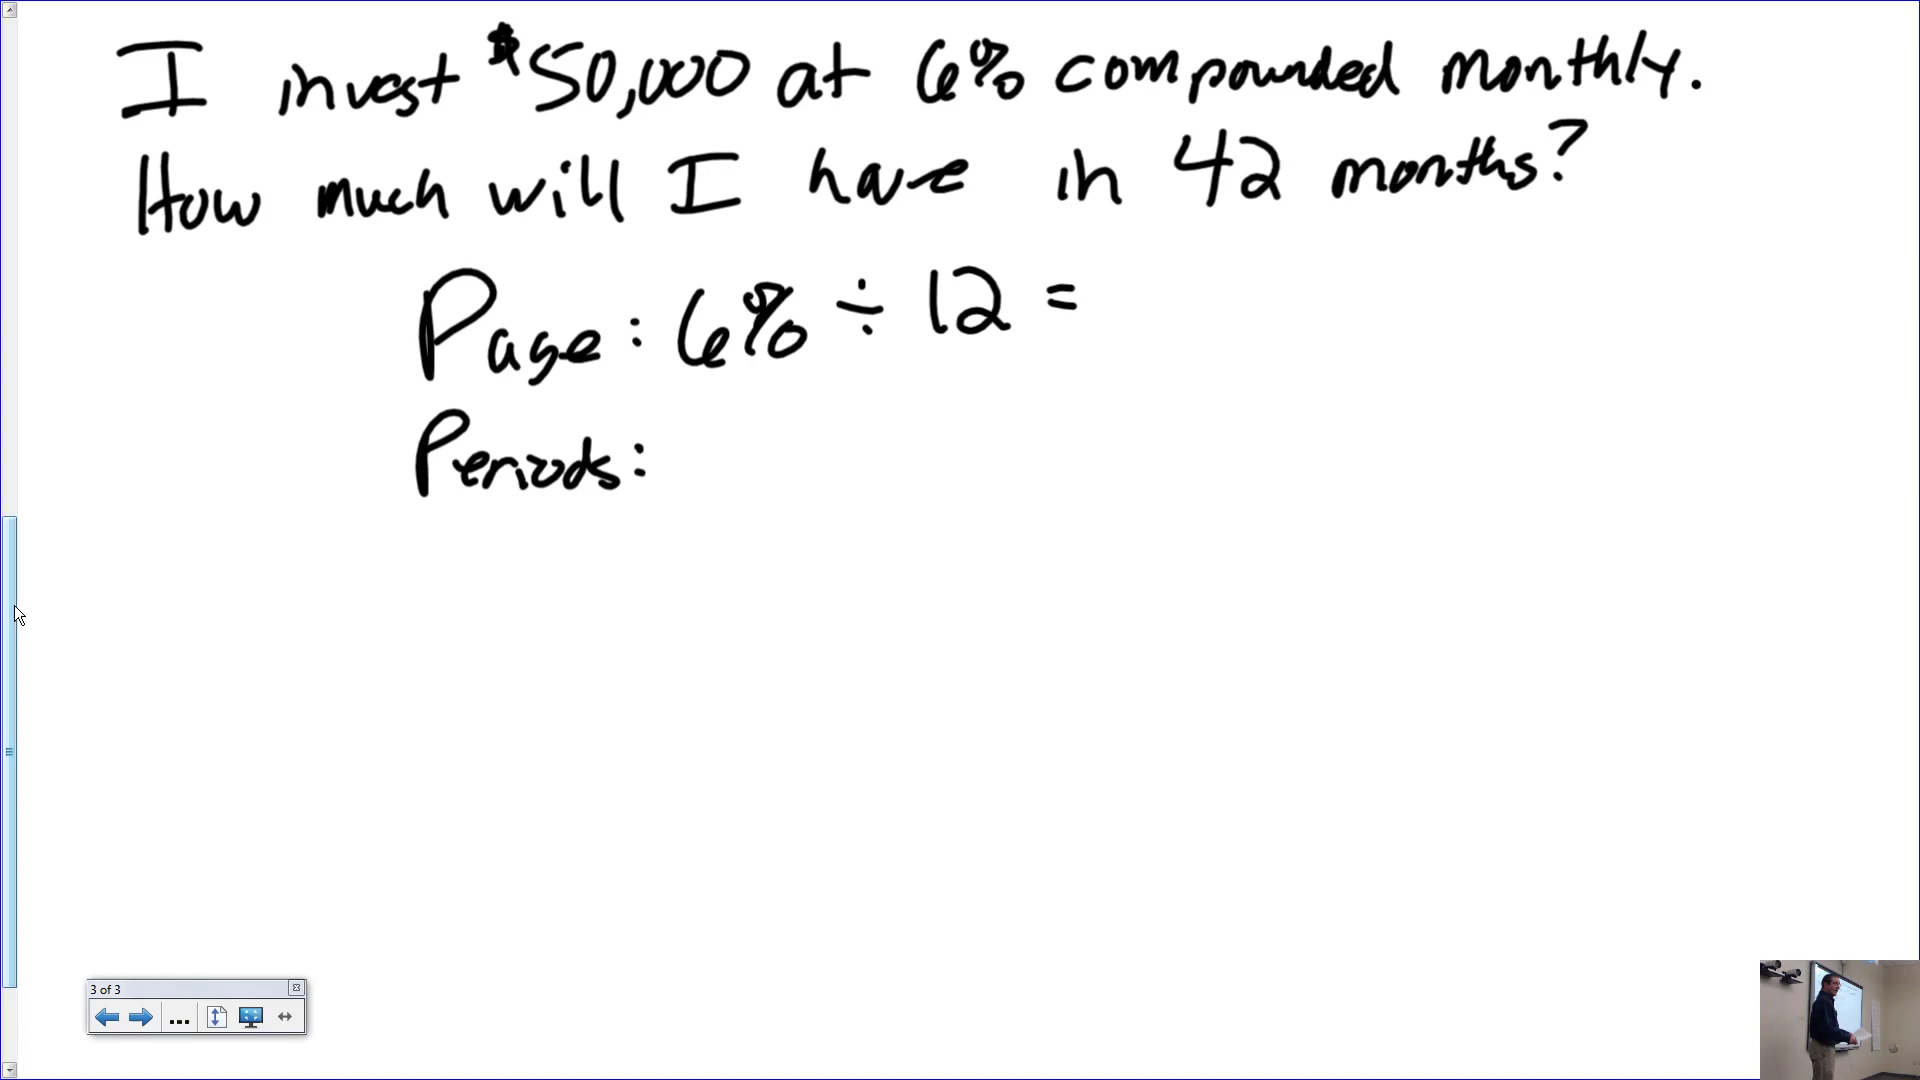 I invest $50,000 at 6% compounded monthly.
How much will I have in 42 months?
Page: 6% ÷ 12 =
Periods:
3 of 3
...